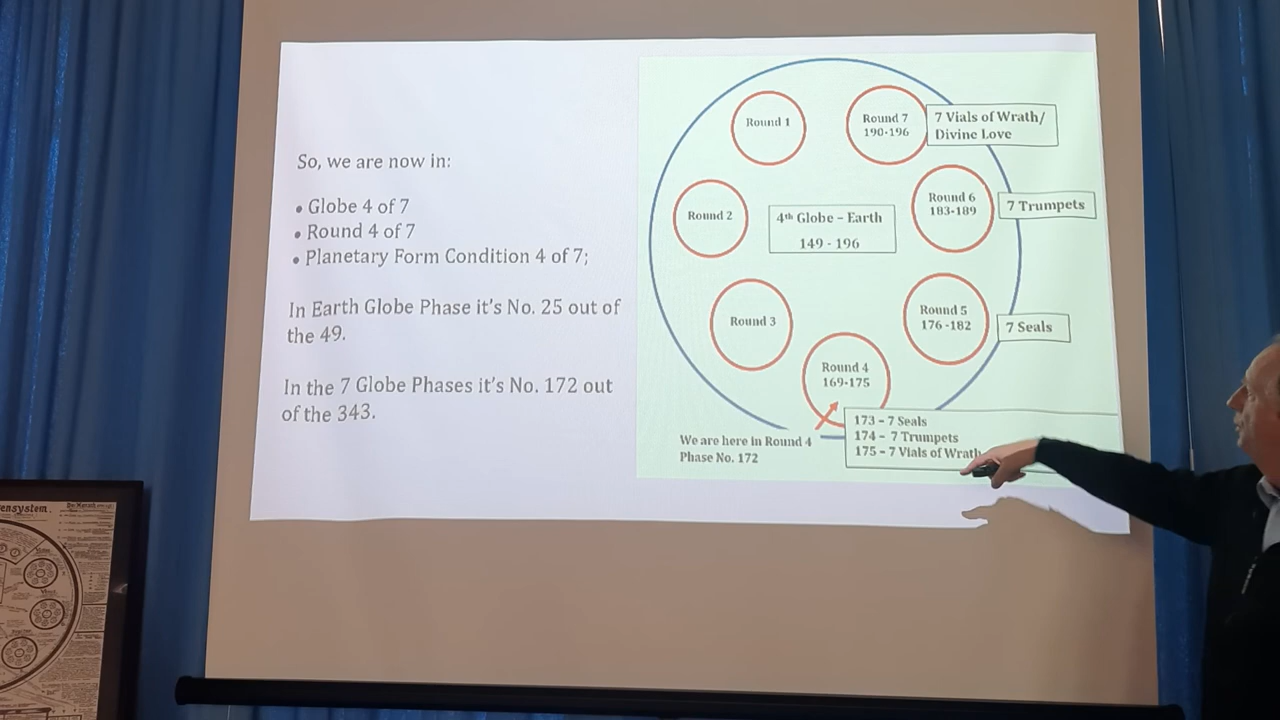 So, we are now in:
• Globe 4 of 7
• Round 4 of 7
• Planetary Form Condition 4 of 7;
In Earth Globe Phase it's No. 25 out of
the 49.
In the 7 Globe Phases it's No. 172 out
of the 343.
Round 1
Round 7
190-196
7 Vials of Wrath/
Divine Love
Round 2
4th Globe – Earth
149 - 196
Round 6
183-189
7 Trumpets
Round 3
Round 5
176 -182
7 Seals
Round 4
169-175
We are here in Round 4
Phase No. 172
173 – 7 Seals
174 – 7 Trumpets
175 – 7 Vials of Wrath
ensystem.